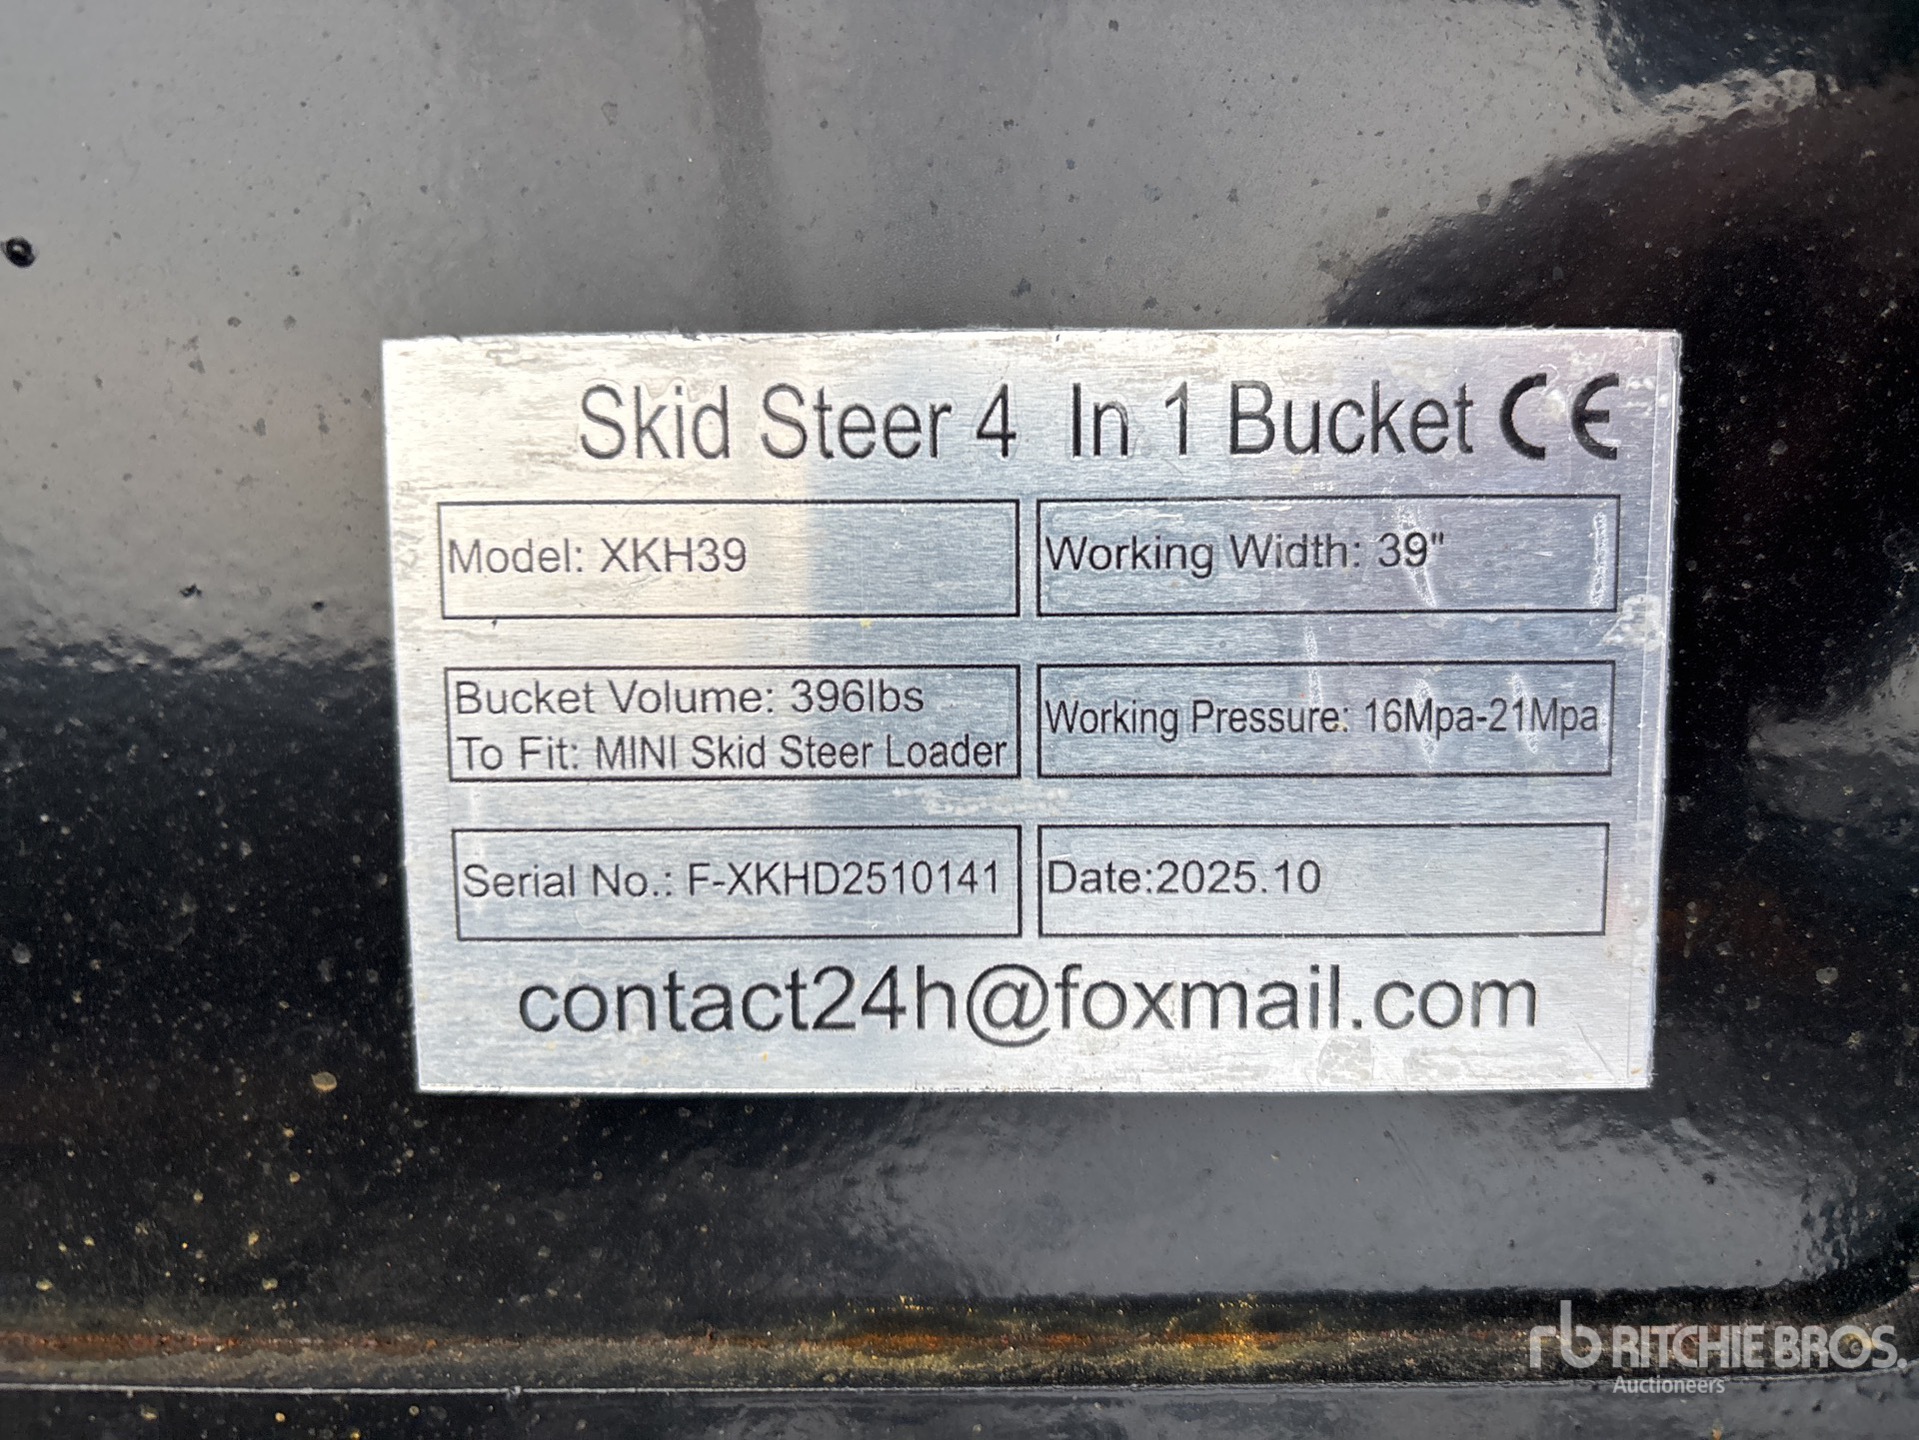 Skid Steer 4 In 1 Bucket CE
Model: XKH39
Working Width: 39"
Bucket Volume: 396lbs
To Fit: MINI Skid Steer Loader
Working Pressure: 16Mpa-21Mpa
Serial No.: F-XKHD2510141
Date:2025.10
contact24h@foxmail.com
rb RITCHIE BROS.
Auctioneers